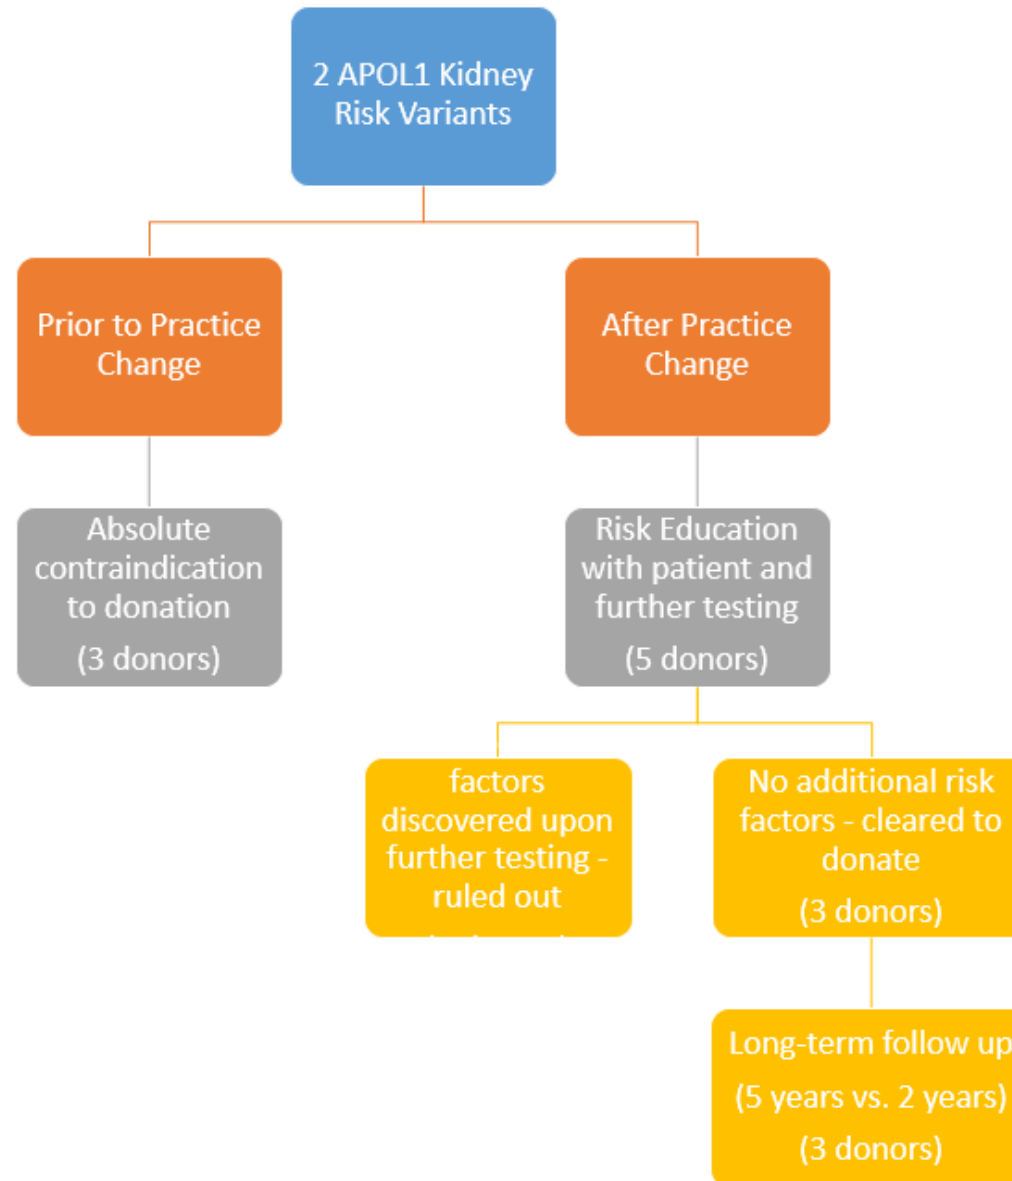 2 APOL1 Kidney
Risk Variants
Prior to Practice
Change
After Practice
Change
Absolute
contraindication
to donation
(3 donors)
Risk Education
with patient and
further testing
(5 donors)
factors
discovered upon
further testing -
ruled out
No additional risk
factors - cleared to
donate
(3 donors)
Long-term follow up
(5 years vs. 2 years)
(3 donors)